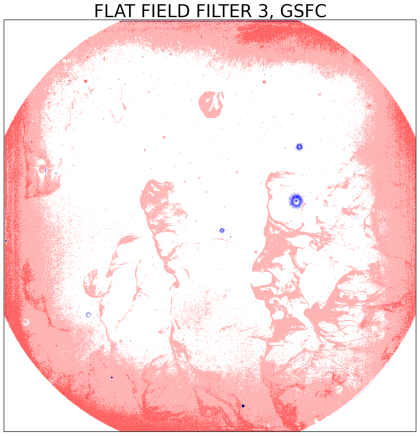 FLAT FIELD FILTER 3, GSFC